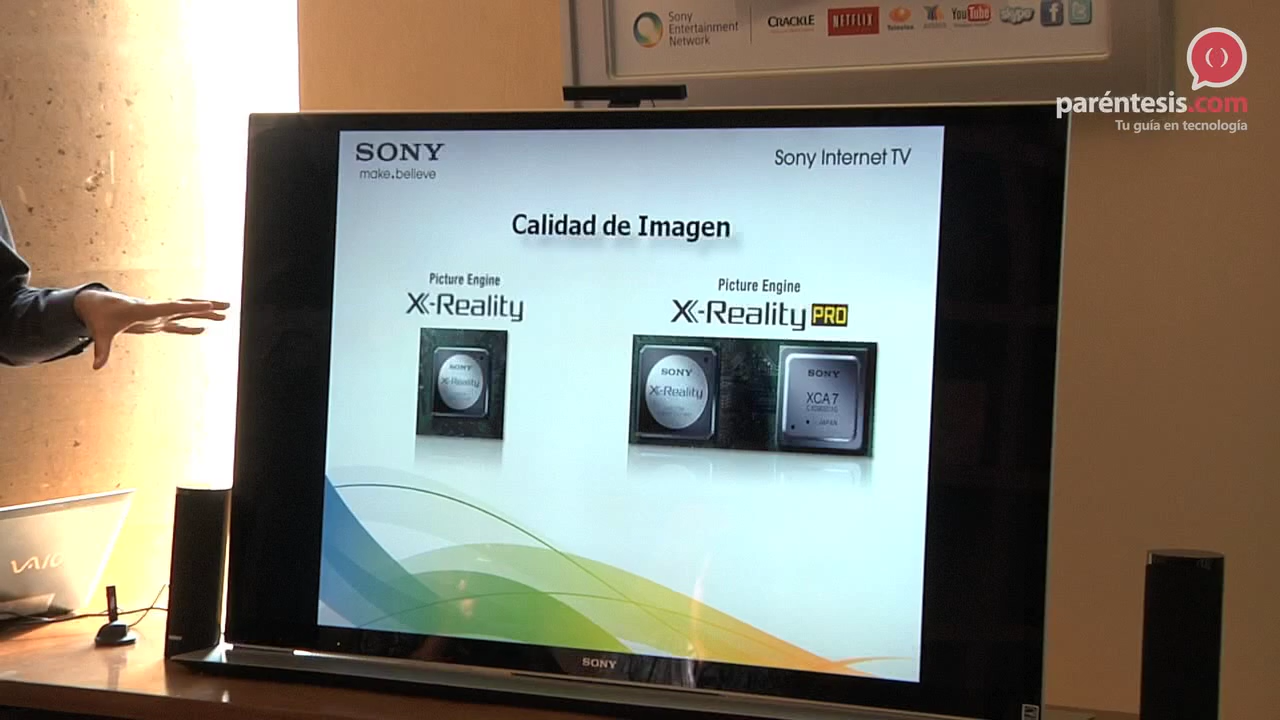 Sony
Entertainment
Network
CRACKLE
NETFLIX
YouTube
skype
paréntesis.com
Tu guía en tecnología
SONY
make.believe
Sony Internet TV
Calidad de Imagen
Picture Engine
X-Reality
Picture Engine
X-Reality PRO
SONY
X-Reality
SONY
X-Reality
SONY
XCA7
JAPAN
VAIO
SONY